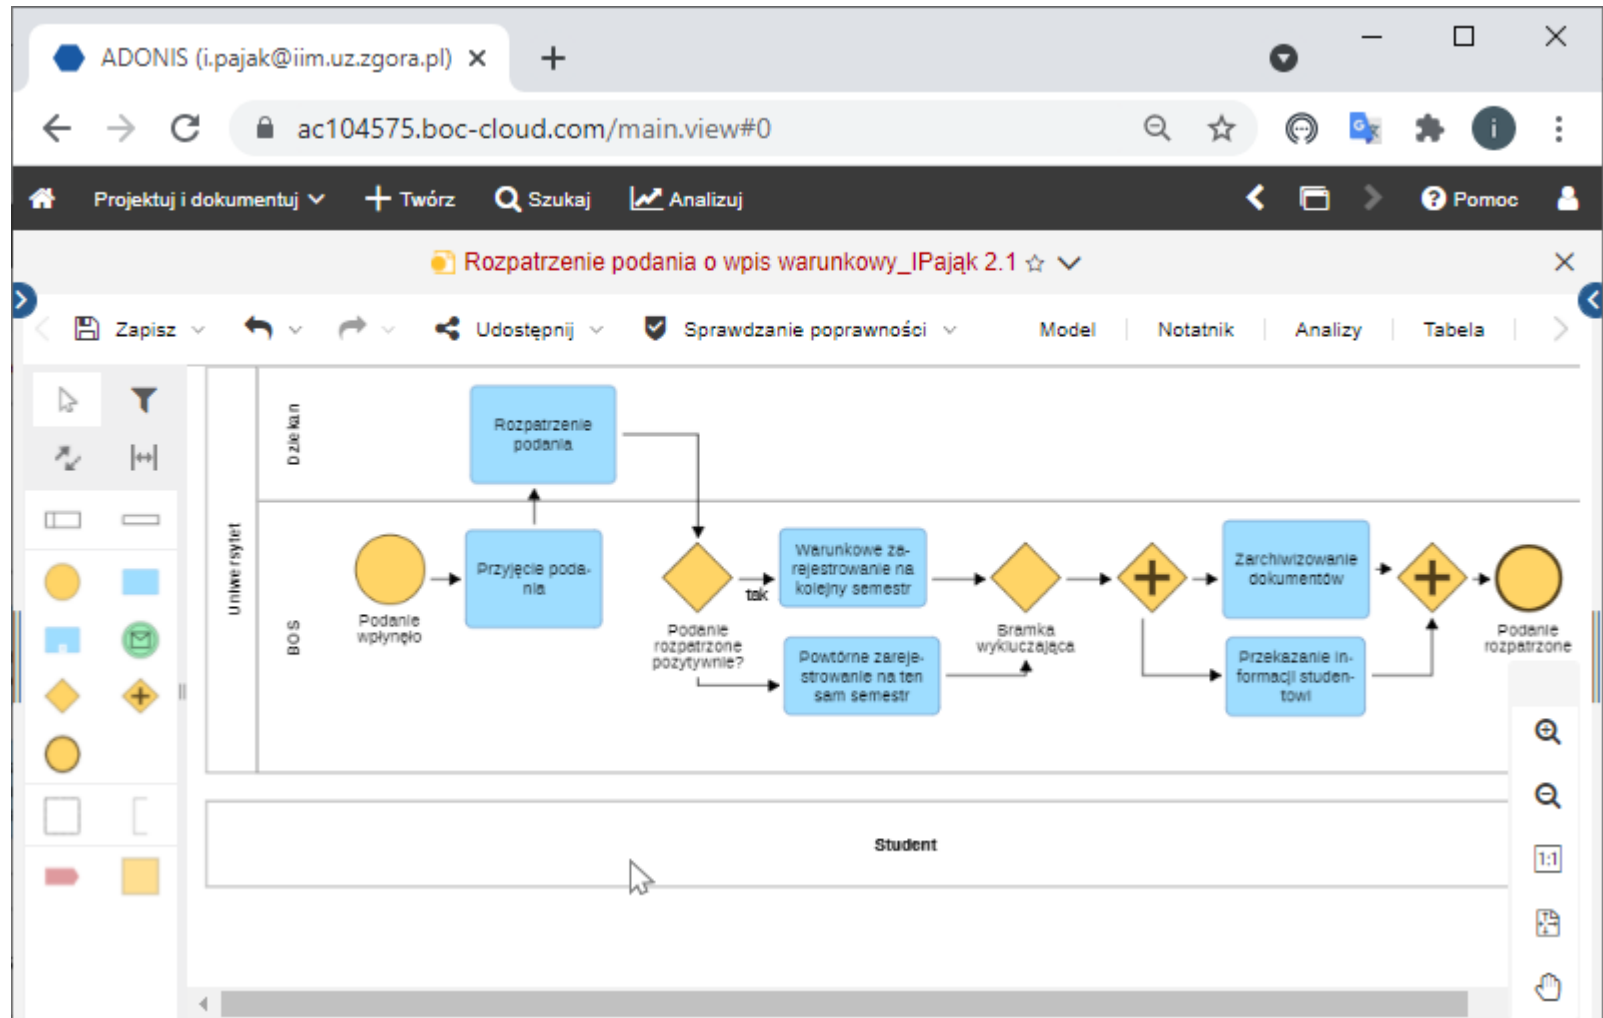 ADONIS (i.pajak@iim.uz.zgora.pl)
ac104575.boc-cloud.com/main.view#0
i
Projektuj i dokumentuj
Twórz
Szukaj
Analizuj
Pomoc
Rozpatrzenie podania o wpis warunkowy_IPająk 2.1
Zapisz
Udostępnij
Sprawdzanie poprawności
Model
Notatnik
Analizy
Tabela
Uniwersytet
Dziekan
Rozpatrzenie
podania
BOS
Podanie
wpłynęło
Przyjęcie poda-
nia
Podanie
rozpatrzone
pozytywnie?
tak
Warunkowe za-
rejestrowanie na
kolejny semestr
Powtórne zareje-
strowanie na ten
sam semestr
Bramka
wykluczająca
Zarchiwizowanie
dokumentów
Przekazanie in-
formacji studen-
towi
Podanie
rozpatrzone
Student
1:1